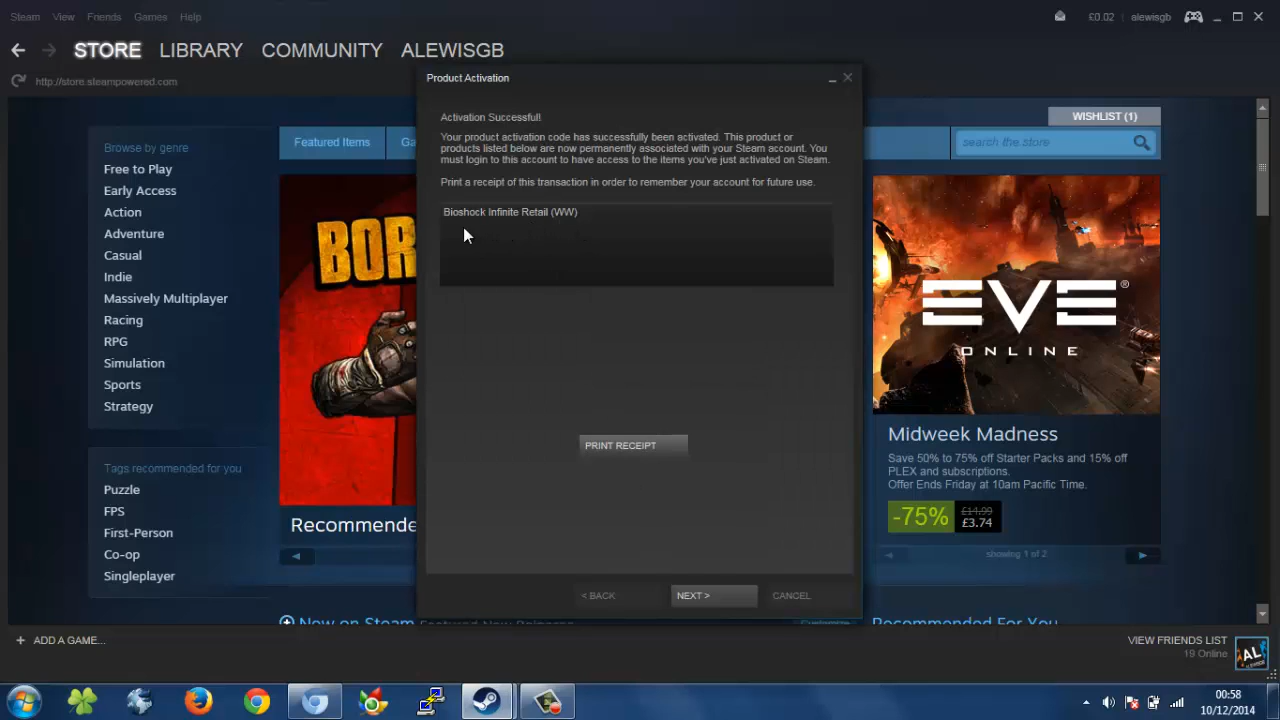 Steam View Friends Games Help
£0.02 alewisgb
STORE LIBRARY COMMUNITY ALEWISGB
http://store.steampowered.com
Product Activation
Activation Successful!
Your product activation code has successfully been activated. This product or
products listed below are now permanently associated with your Steam account. You
must login to this account to have access to the items you've just activated on Steam.
Print a receipt of this transaction in order to remember your account for future use.
Bioshock Infinite Retail (WW)
PRINT RECEIPT
< BACK NEXT > CANCEL
WISHLIST (1)
Featured Items
Ga
search the store
Browse by genre
Free to Play
Early Access
Action
Adventure
Casual
Indie
Massively Multiplayer
Racing
RPG
Simulation
Sports
Strategy
Tags recommended for you
Puzzle
FPS
First-Person
Co-op
Singleplayer
BOR
Recommende
EVE®
ONLINE
Midweek Madness
Save 50% to 75% off Starter Packs and 15% off
PLEX and subscriptions.
Offer Ends Friday at 10am Pacific Time.
-75% £14.99
£3.74
showing 1 of 2
Now on Steam
Customize
Recommended For You
+ ADD A GAME...
VIEW FRIENDS LIST
19 Online
AL
00:58
10/12/2014